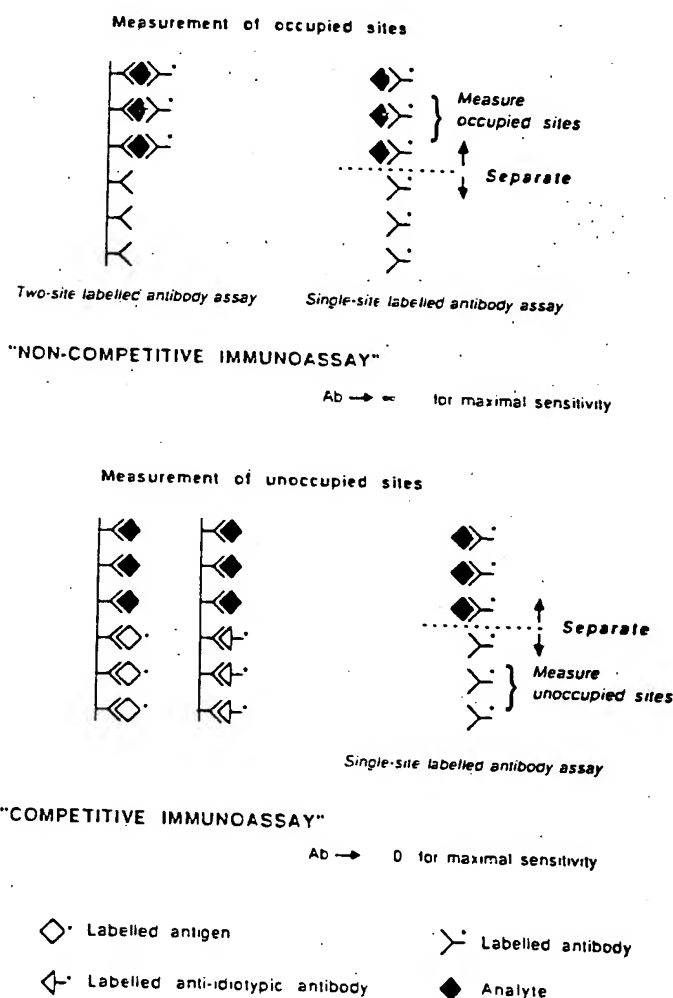 Measurement of occupied sites
Measure
occupied sites
Separate
Two-site labelled antibody assay
Single-site labelled antibody assay
"NON-COMPETITIVE IMMUNOASSAY"
Ab → ∞ for maximal sensitivity
Measurement of unoccupied sites
Separate
Measure
unoccupied sites
Single-site labelled antibody assay
"COMPETITIVE IMMUNOASSAY"
Ab → 0 for maximal sensitivity
Labelled antigen
Labelled antibody
Labelled anti-idiotypic antibody
Analyte